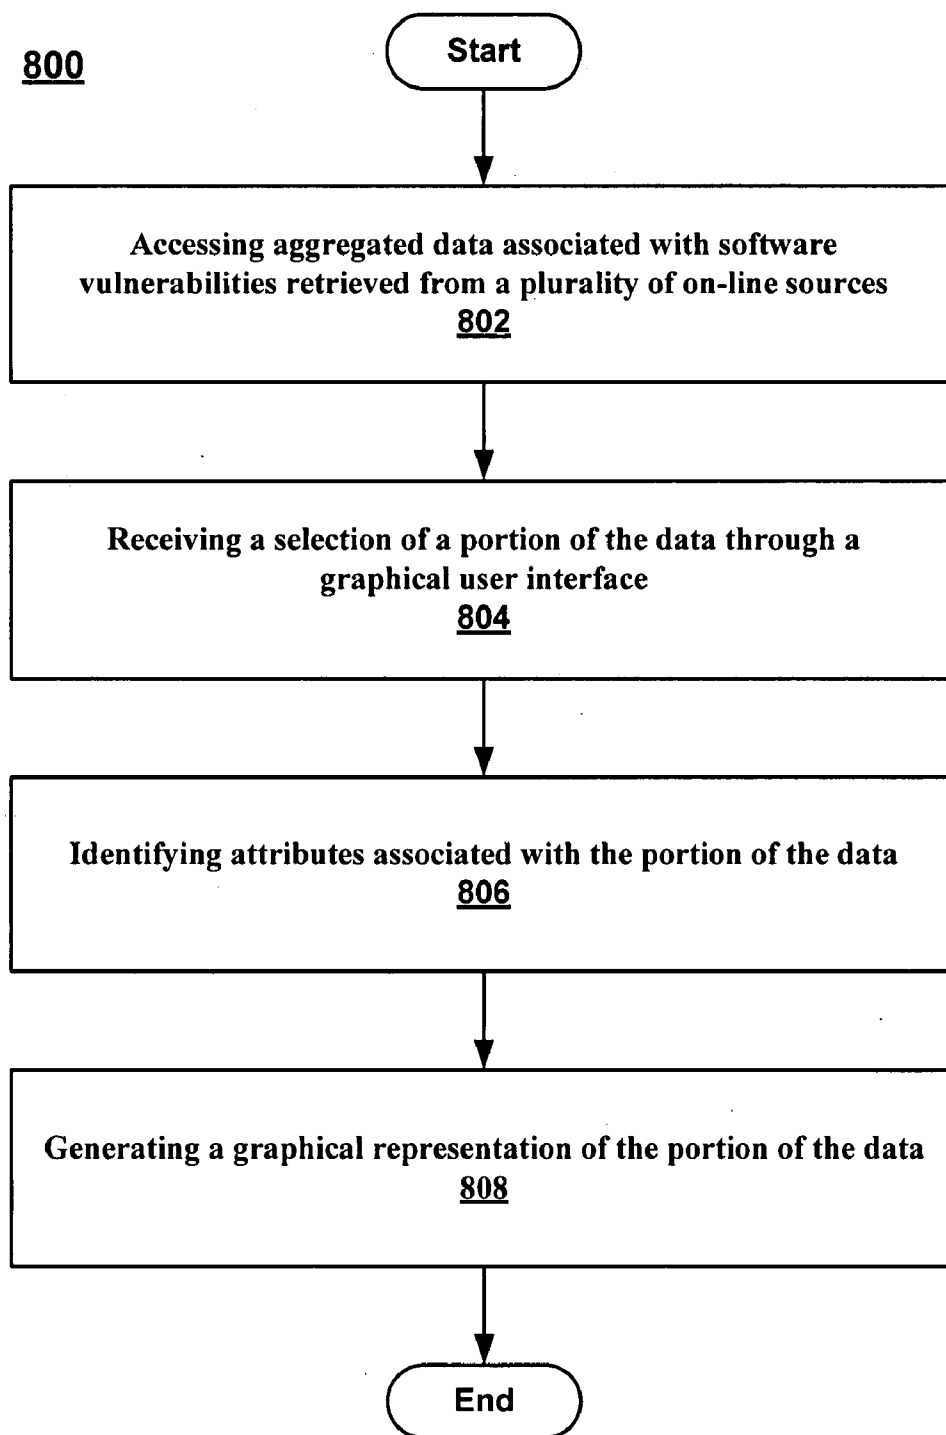 800
Start
Accessing aggregated data associated with software
vulnerabilities retrieved from a plurality of on-line sources
802
Receiving a selection of a portion of the data through a
graphical user interface
804
Identifying attributes associated with the portion of the data
806
Generating a graphical representation of the portion of the data
808
End